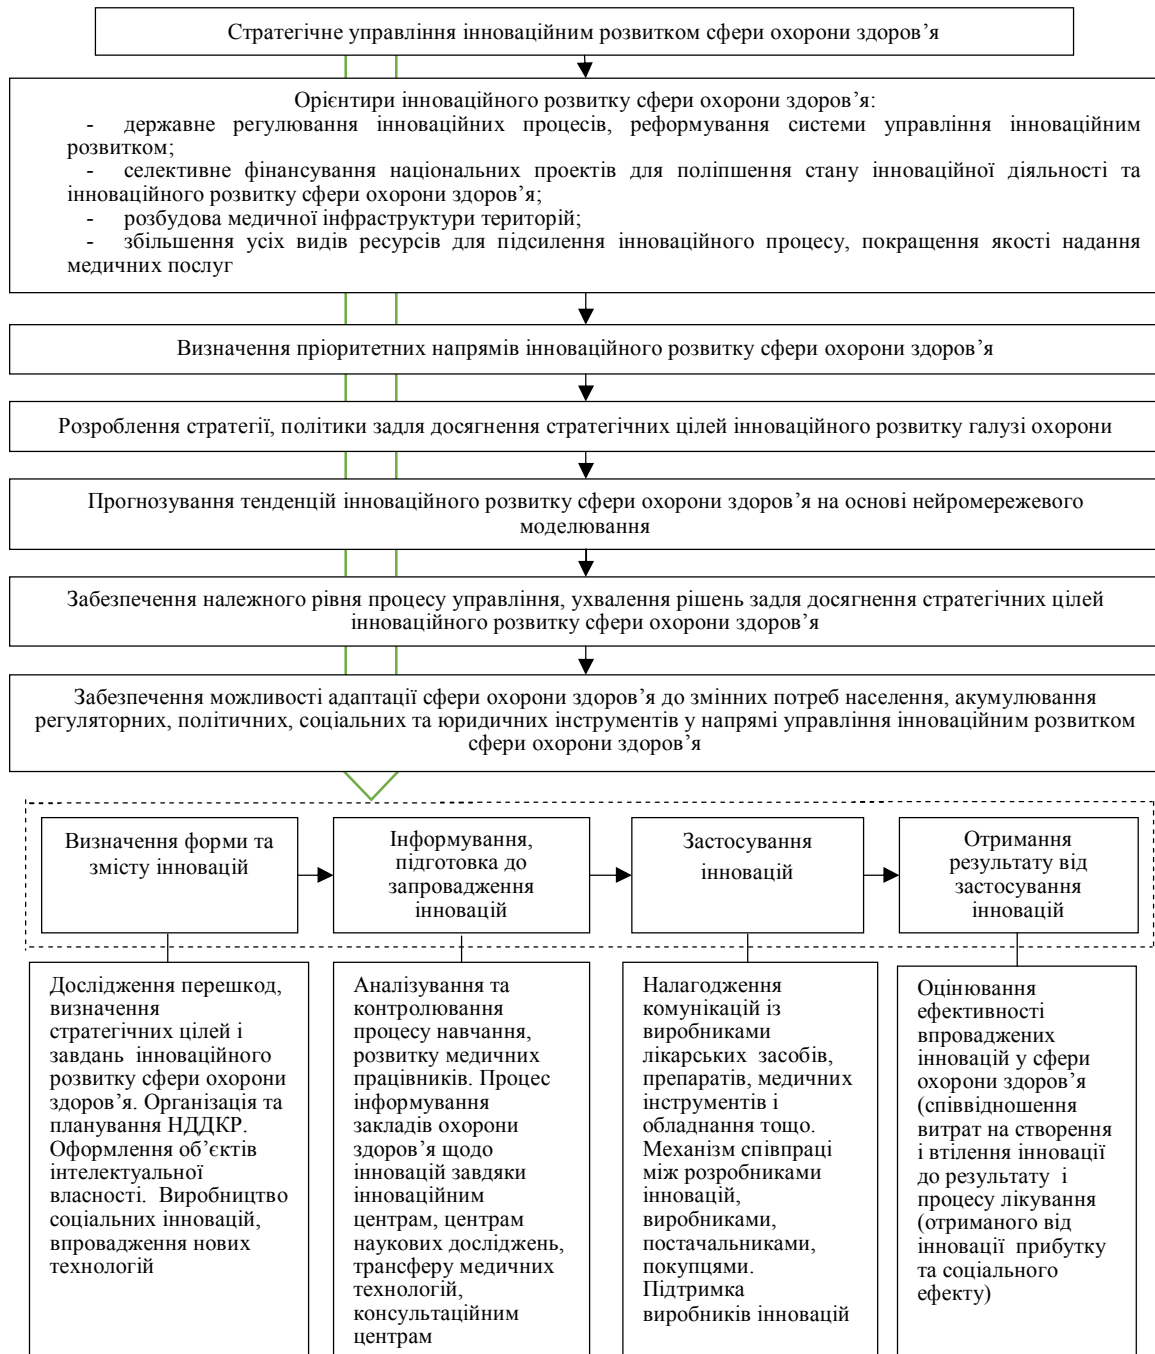 Стратегічне управління інноваційним розвитком сфери охорони здоров’я
Орієнтири інноваційного розвитку сфери охорони здоров’я:
- державне регулювання інноваційних процесів, реформування системи управління інноваційним
розвитком;
- селективне фінансування національних проектів для поліпшення стану інноваційної діяльності та
інноваційного розвитку сфери охорони здоров’я;
- розбудова медичної інфраструктури територій;
- збільшення усіх видів ресурсів для підсилення інноваційного процесу, покращення якості надання
медичних послуг
Визначення пріоритетних напрямів інноваційного розвитку сфери охорони здоров’я
Розроблення стратегії, політики задля досягнення стратегічних цілей інноваційного розвитку галузі охорони
Прогнозування тенденцій інноваційного розвитку сфери охорони здоров’я на основі нейромережевого
моделювання
Забезпечення належного рівня процесу управління, ухвалення рішень задля досягнення стратегічних цілей
інноваційного розвитку сфери охорони здоров’я
Забезпечення можливості адаптації сфери охорони здоров’я до змінних потреб населення, акумулювання
регуляторних, політичних, соціальних та юридичних інструментів у напрямі управління інноваційним розвитком
сфери охорони здоров’я
Визначення форми та
змісту інновацій
Інформування,
підготовка до
запровадження
інновацій
Застосування
інновацій
Отримання
результату від
застосування
інновацій
Дослідження перешкод,
визначення
стратегічних цілей і
завдань інноваційного
розвитку сфери охорони
здоров’я. Організація та
планування НДДКР.
Оформлення об’єктів
інтелектуальної
власності. Виробництво
соціальних інновацій,
впровадження нових
технологій
Аналізування та
контролювання
процесу навчання,
розвитку медичних
працівників. Процес
інформування
закладів охорони
здоров’я щодо
інновацій завдяки
інноваційним
центрам, центрам
наукових досліджень,
трансферу медичних
технологій,
консультаційним
центрам
Налагодження
комунікацій із
виробниками
лікарських засобів,
препаратів, медичних
інструментів і
обладнання тощо.
Механізм співпраці
між розробниками
інновацій,
виробниками,
постачальниками,
покупцями.
Підтримка
виробників інновацій
Оцінювання
ефективності
впроваджених
інновацій у сфери
охорони здоров’я
(співвідношення
витрат на створення
і втілення інновації
до результату і
процесу лікування
(отриманого від
інновації прибутку
та соціального
ефекту)